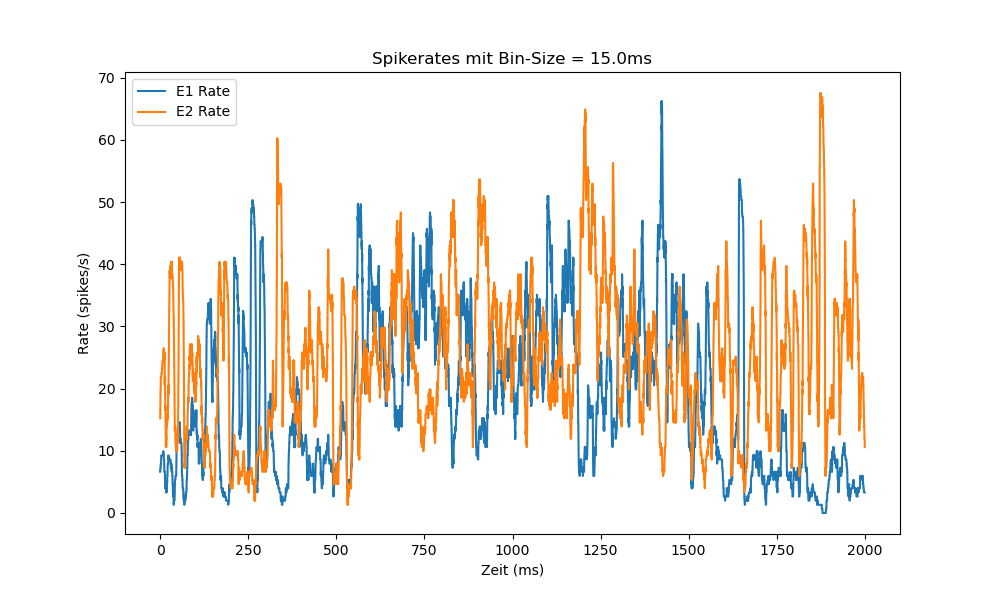 Spikerates mit Bin-Size = 15.0ms
E1 Rate
E2 Rate
Rate (spikes/s)
70
60
50
40
30
20
10
0
0 250 500 750 1000 1250 1500 1750 2000
Zeit (ms)